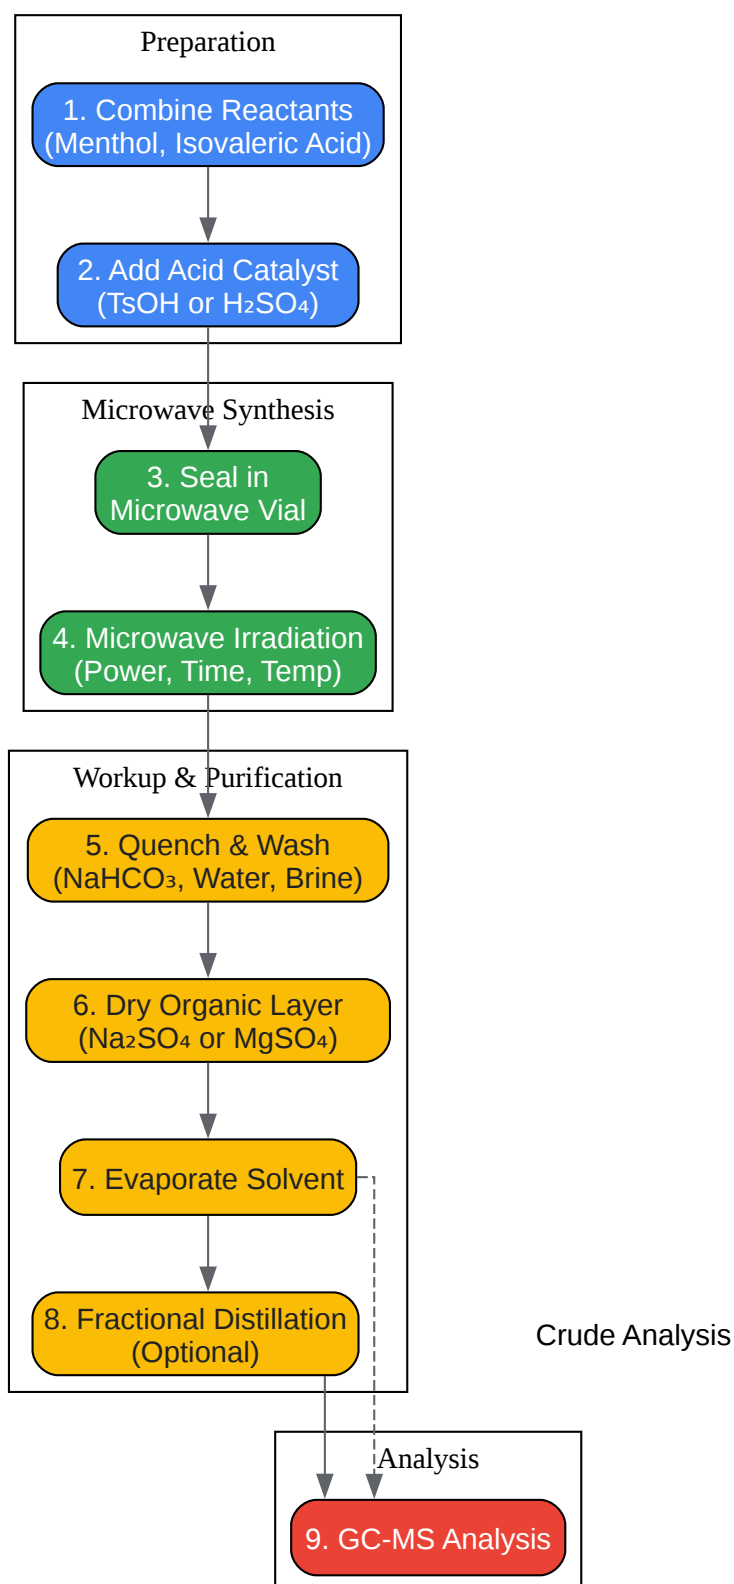 Preparation
1. Combine Reactants
(Menthol, Isovaleric Acid)
2. Add Acid Catalyst
(TsOH or H₂SO₄)
Microwave Synthesis
3. Seal in
Microwave Vial
4. Microwave Irradiation
(Power, Time, Temp)
Workup & Purification
5. Quench & Wash
(NaHCO₃, Water, Brine)
6. Dry Organic Layer
(Na₂SO₄ or MgSO₄)
7. Evaporate Solvent
8. Fractional Distillation
(Optional)
Crude Analysis
Analysis
9. GC-MS Analysis